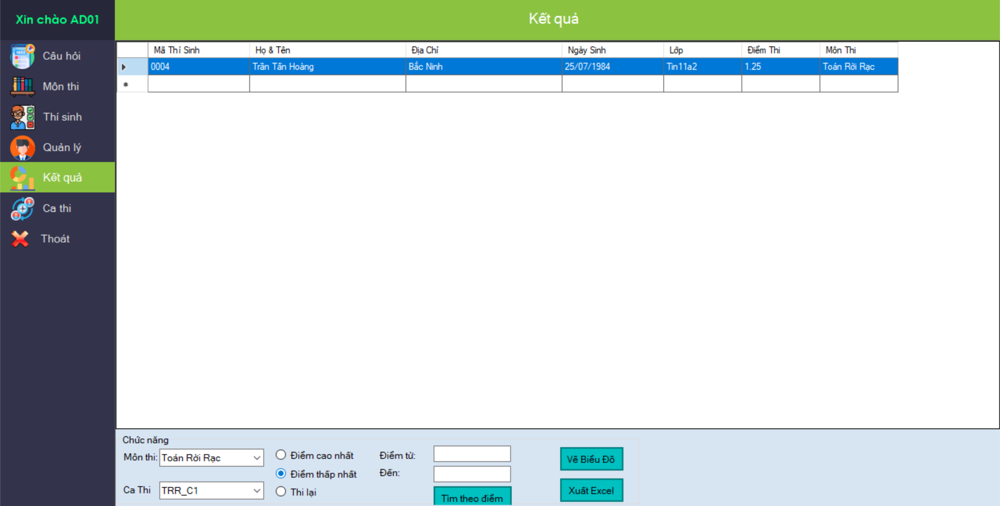 Xin chào AD01
Kết quả
Câu hỏi
Môn thi
Thí sinh
Quản lý
Kết quả
Ca thi
Thoát
Mã Thí Sinh Họ & Tên Địa Chỉ Ngày Sinh Lớp Điểm Thi Môn Thi
0004 Trần Tấn Hoàng Bắc Ninh 25/07/1984 Tin11a2 1.25 Toán Rời Rạc
Chức năng
Môn thi: Toán Rời Rạc
Ca Thi TRR_C1
Điểm cao nhất
Điểm thấp nhất
Thi lại
Điểm từ:
Đến:
Tìm theo điểm
Vẽ Biểu Đồ
Xuất Excel